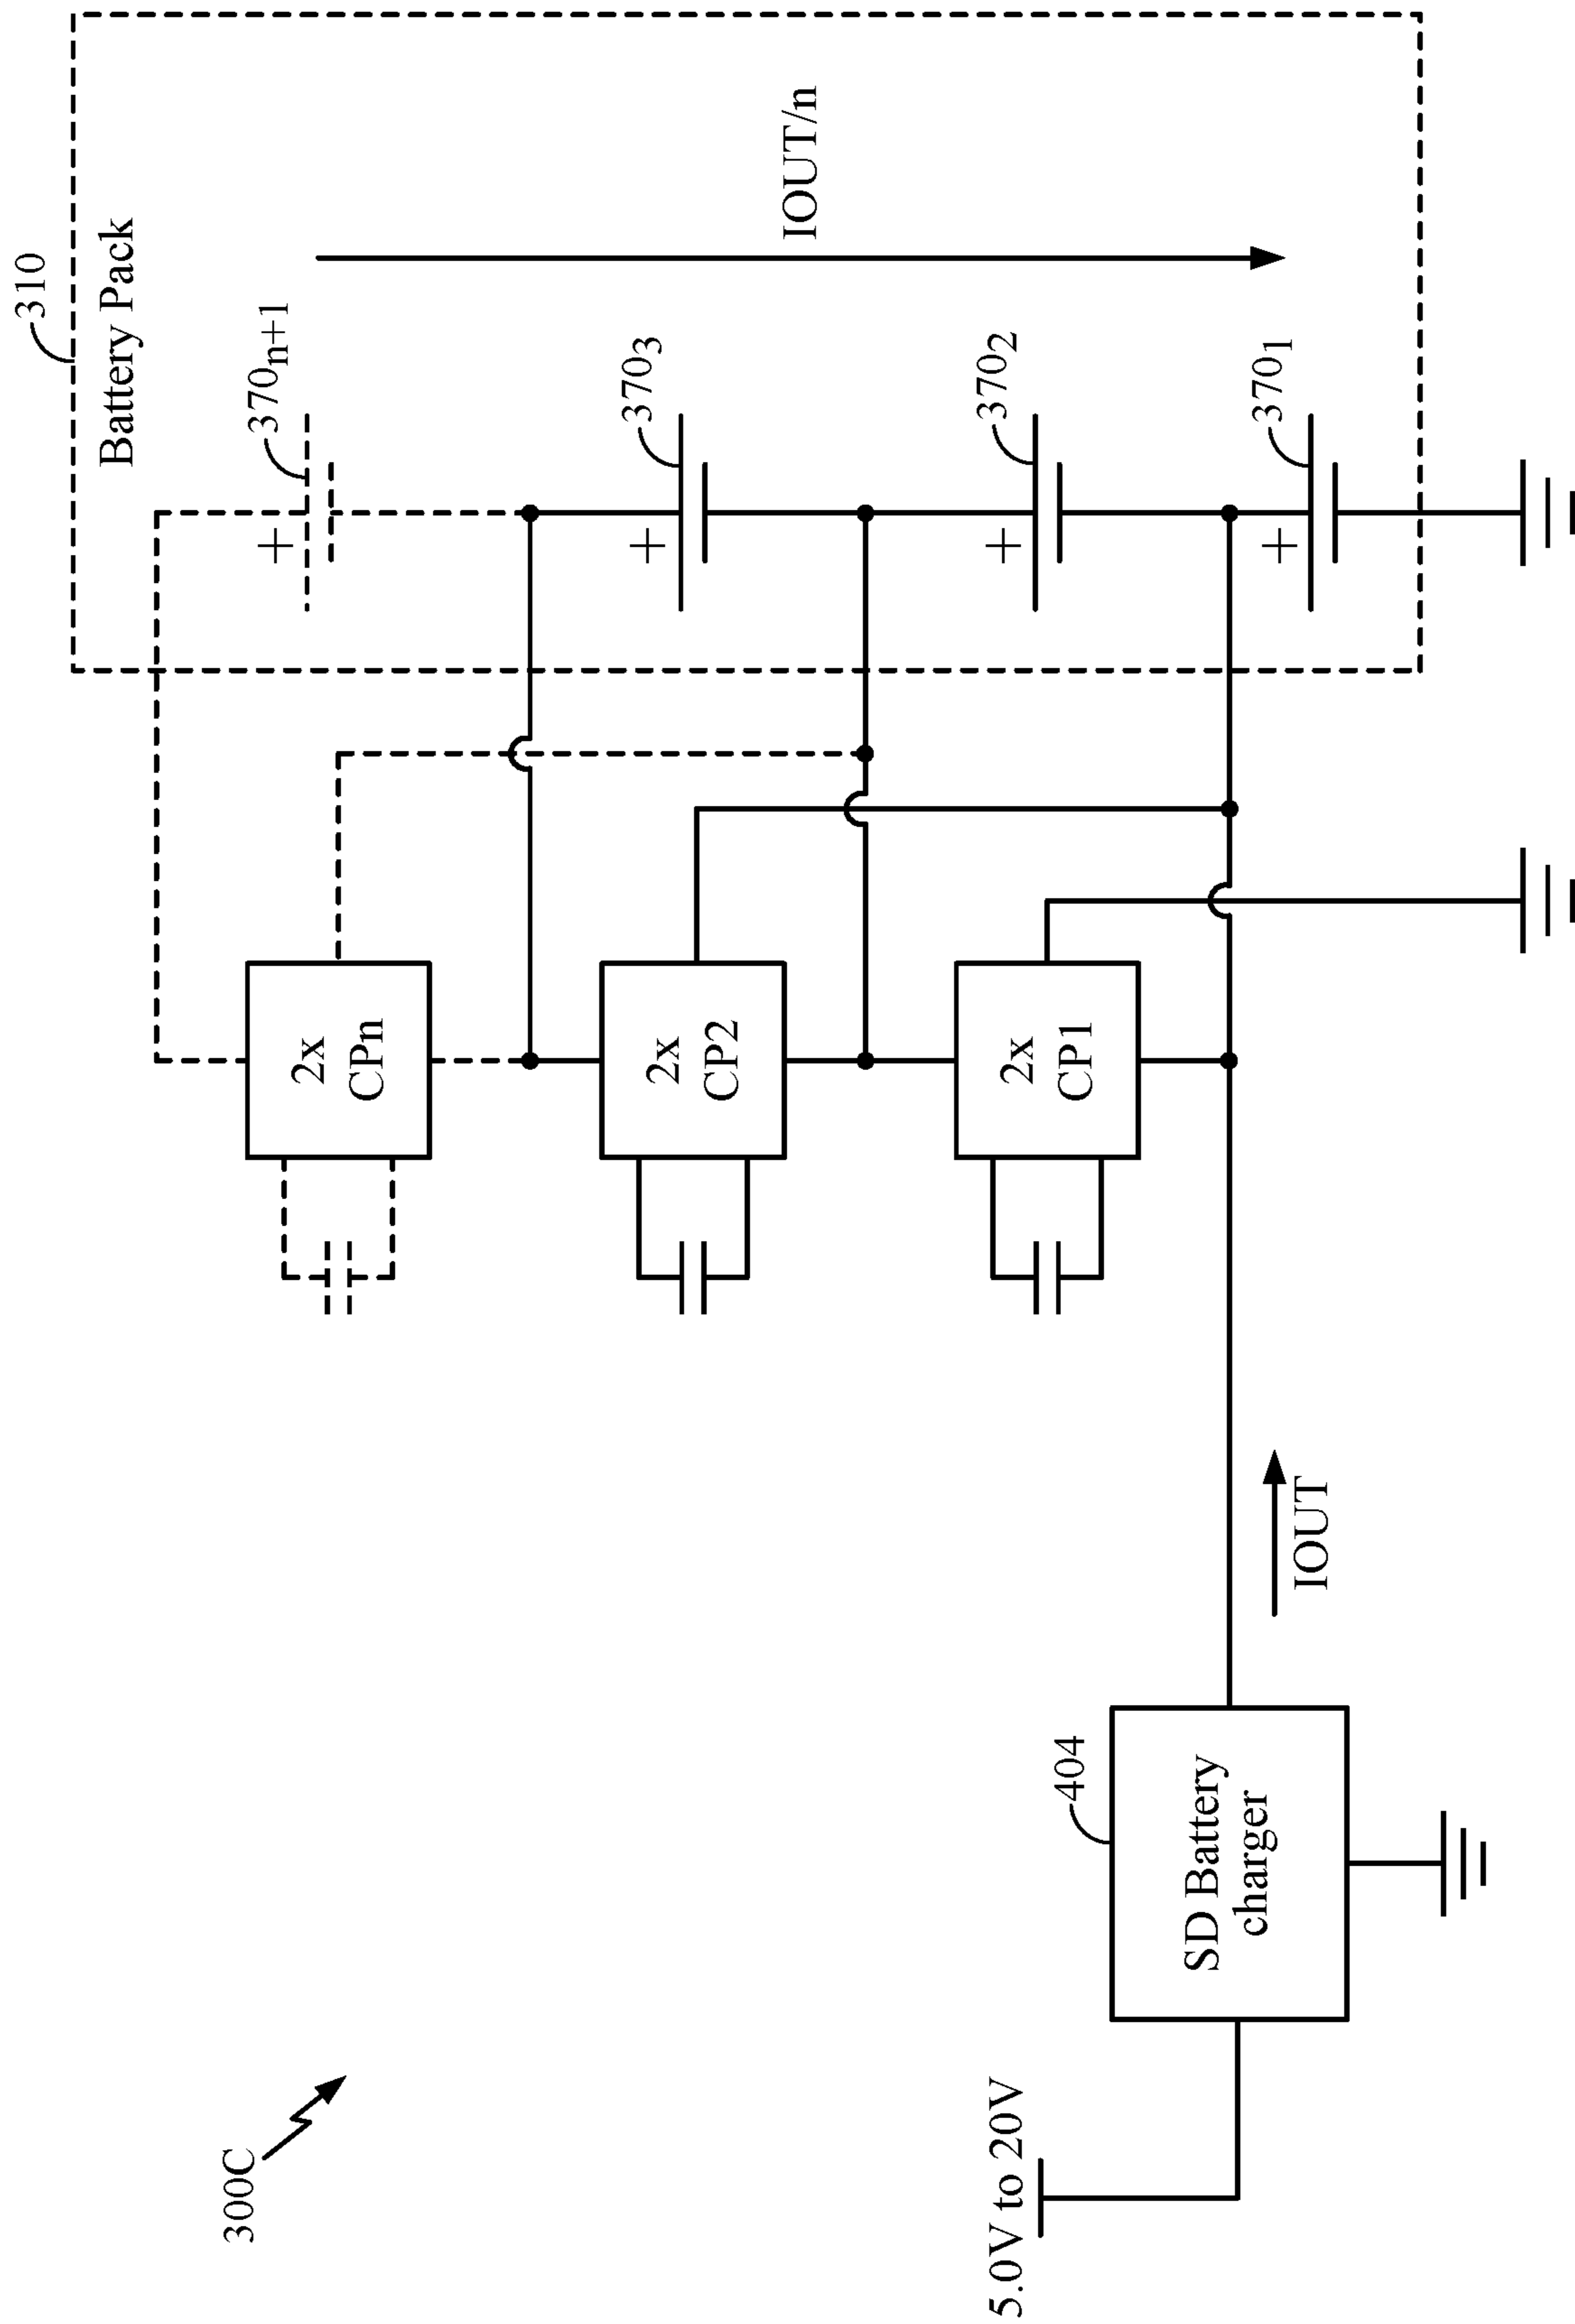 310
Battery Pack
370n+1
370₃
370₂
370₁
IOUT/n
2x
CPn
2x
CP2
2x
CP1
IOUT
404
SD Battery
charger
5.0V to 20V
300C
+
+
+
+